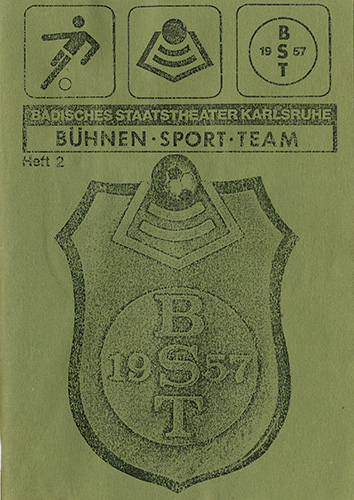 B
19 S 57
T
BADISCHES STAATSTHEATER KARLSRUHE
BÜHNEN·SPORT·TEAM
Heft 2
B
19 S 57
T